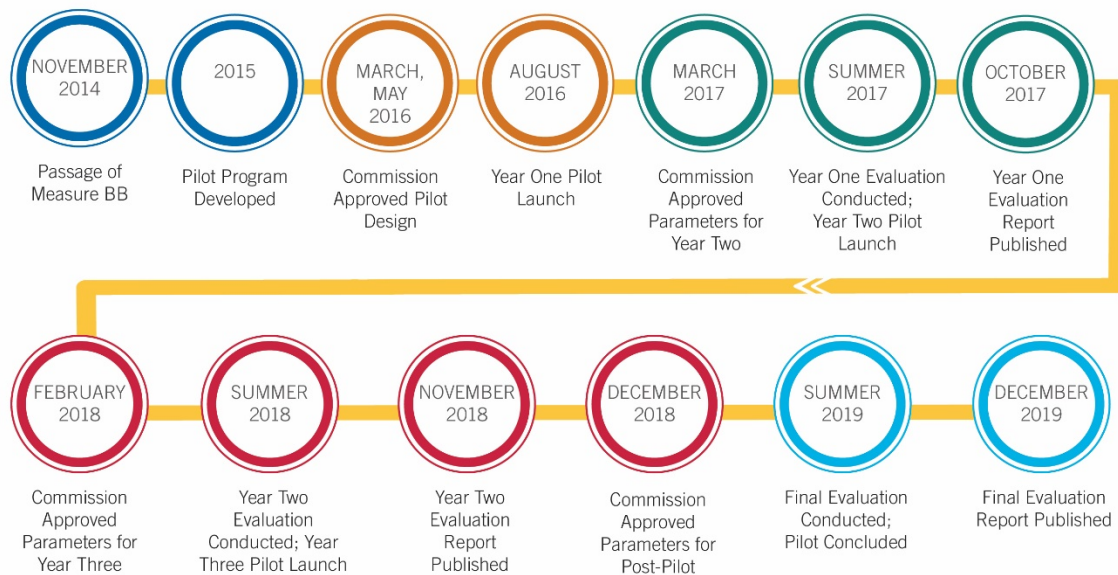 NOVEMBER
2014
Passage of
Measure BB
2015
Pilot Program
Developed
MARCH,
MAY
2016
Commission
Approved Pilot
Design
AUGUST
2016
Year One Pilot
Launch
MARCH
2017
Commission
Approved
Parameters for
Year Two
SUMMER
2017
Year One Evaluation
Conducted;
Year Two Pilot
Launch
OCTOBER
2017
Year One
Evaluation
Report
Published
FEBRUARY
2018
Commission
Approved
Parameters for
Year Three
SUMMER
2018
Year Two
Evaluation
Conducted; Year
Three Pilot Launch
NOVEMBER
2018
Year Two
Evaluation
Report
Published
DECEMBER
2018
Commission
Approved
Parameters for
Post-Pilot
SUMMER
2019
Final Evaluation
Conducted;
Pilot Concluded
DECEMBER
2019
Final Evaluation
Report Published